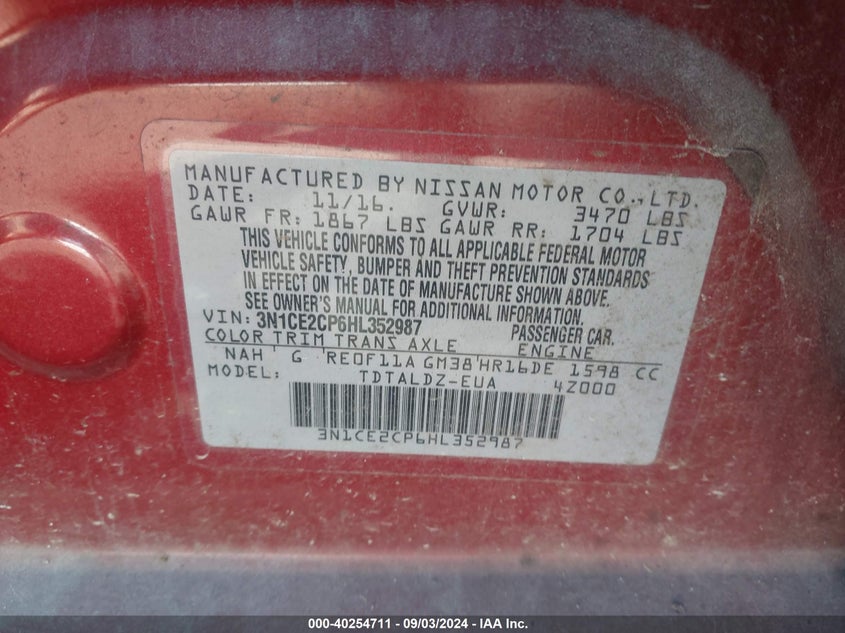 MANUFACTURED BY NISSAN MOTOR CO., LTD.
DATE: 11/16. GVWR: 3470 LBS
GAWR FR: 1867 LBS GAWR RR: 1704 LBS
THIS VEHICLE CONFORMS TO ALL APPLICABLE FEDERAL MOTOR
VEHICLE SAFETY, BUMPER AND THEFT PREVENTION STANDARDS
IN EFFECT ON THE DATE OF MANUFACTURE SHOWN ABOVE.
SEE OWNER'S MANUAL FOR ADDITIONAL INFORMATION.
VIN: 3N1CE2CP6HL352987 PASSENGER CAR.
COLOR TRIM TRANS AXLE ENGINE
NAH G RE0F11A GM38 HR16DE 1598 CC
MODEL: TDTALDZ-EUA 4Z000
3N1CE2CP6HL352987
000-40254711 - 09/03/2024 - IAA Inc.